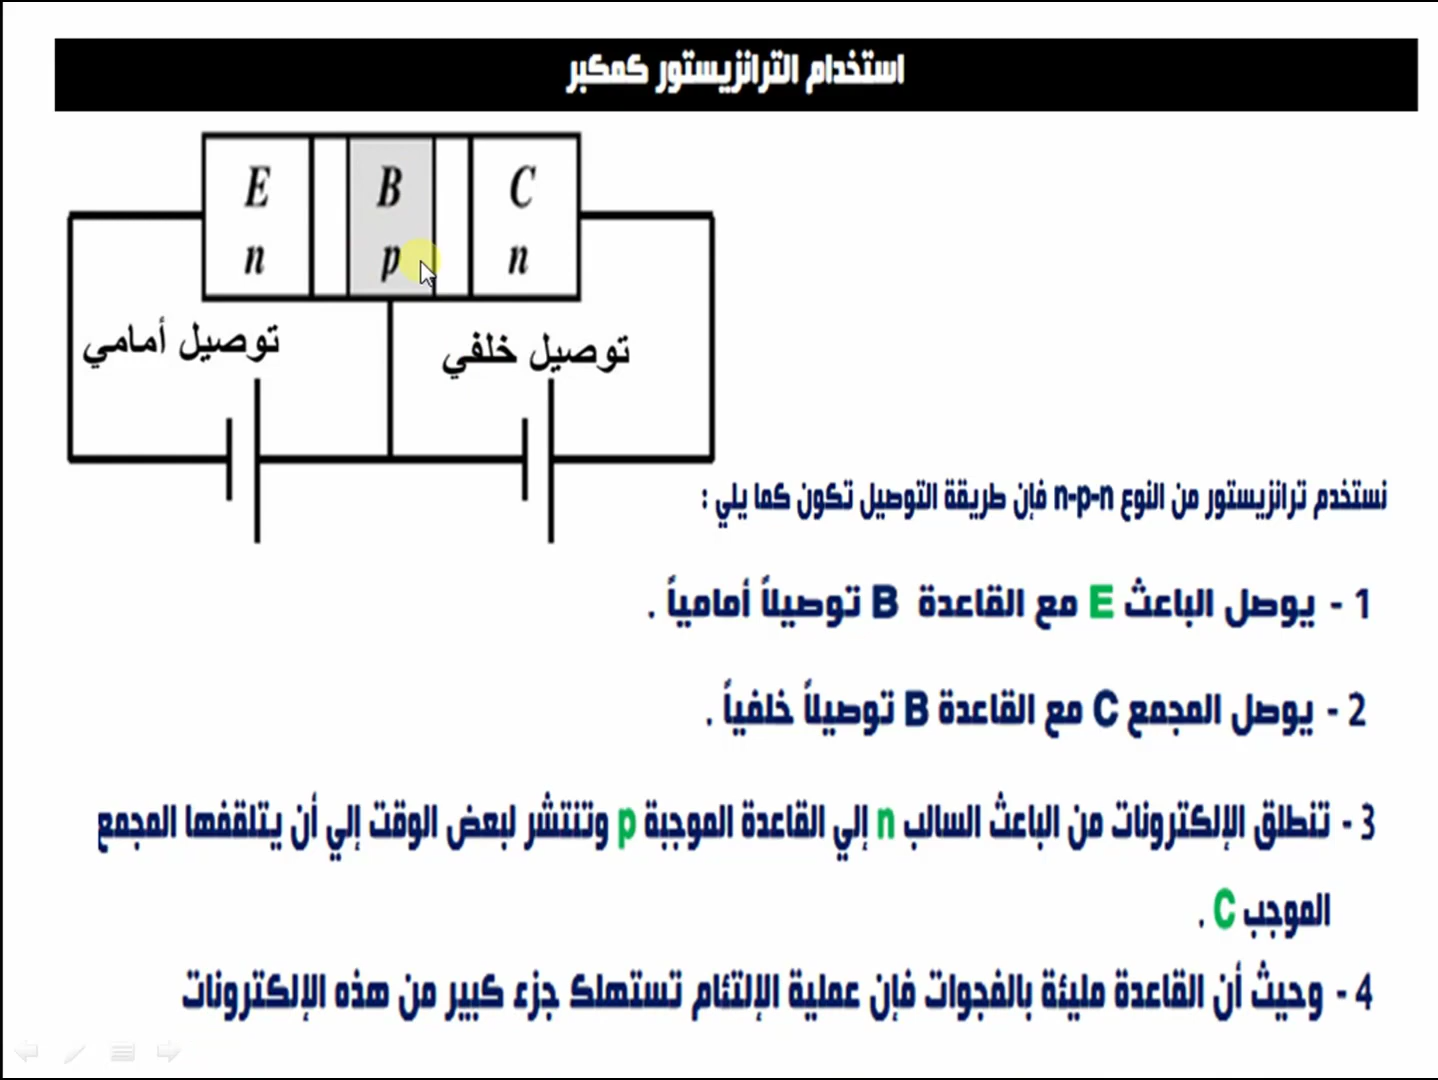 استخدام الترانزيستور كمكبر
E B C
n p n
توصيل أمامي
توصيل خلفي
نستخدم ترانزيستور من النوع n-p-n فإن طريقة التوصيل تكون كما يلي :
1 - يوصل الباعث E مع القاعدة B توصيلاً أمامياً .
2 - يوصل المجمع C مع القاعدة B توصيلاً خلفياً .
3 - تنطلق الإلكترونات من الباعث السالب n إلي القاعدة الموجبة p وتنتشر لبعض الوقت إلي أن يتلقفها المجمع
الموجب C .
4 - وحيث أن القاعدة مليئة بالفجوات فإن عملية الإلتئام تستهلك جزء كبير من هذه الإلكترونات